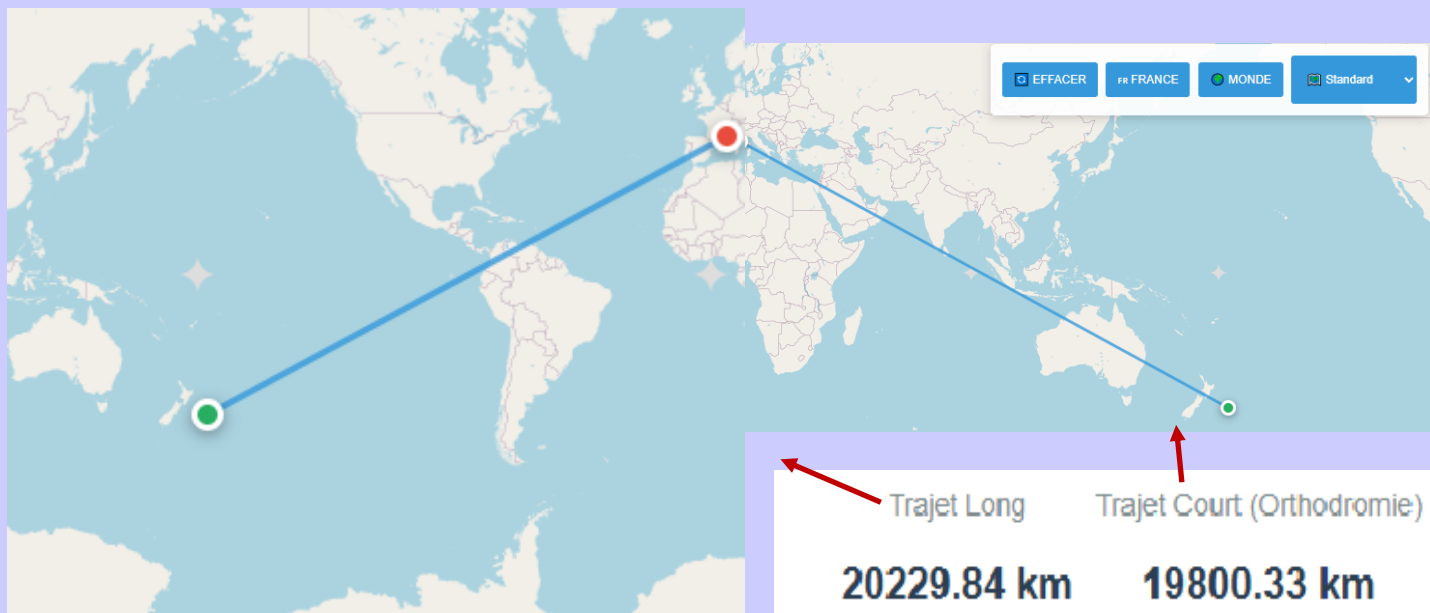 EFFACER FR FRANCE MONDE Standard
Trajet Long Trajet Court (Orthodromie)
20229.84 km 19800.33 km